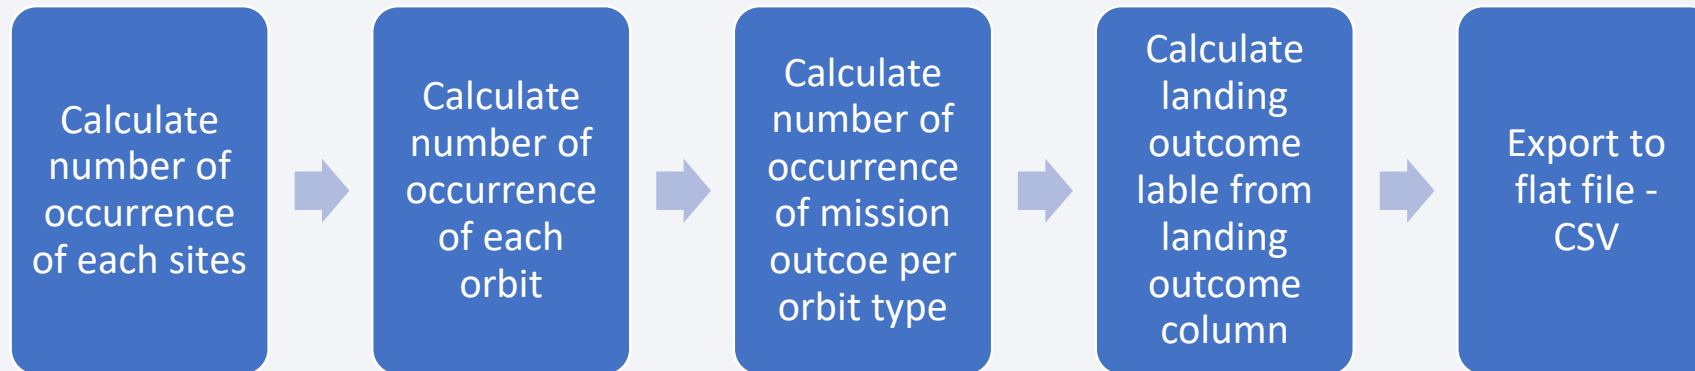 Calculate
number of
occurrence
of each sites
Calculate
number of
occurrence
of each
orbit
Calculate
number of
occurrence
of mission
outcoe per
orbit type
Calculate
landing
outcome
lable from
landing
outcome
column
Export to
flat file -
CSV